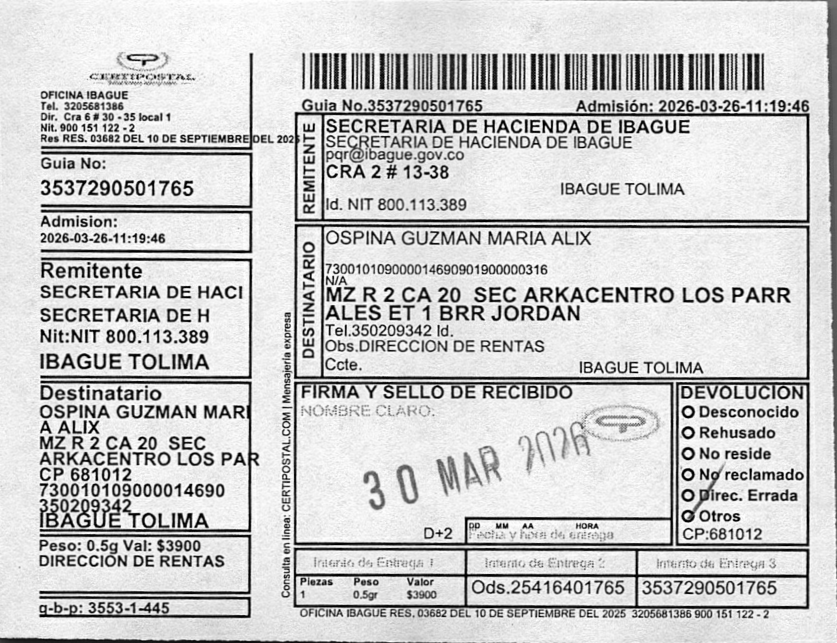 CERTIPOSTAL
OFICINA IBAGUE
Tel. 3205681386
Dir. Cra 6 # 30 - 35 local 1
Nit. 900 151 122 - 2
Res RES. 03682 DEL 10 DE SEPTIEMBRE DEL 2025
Guia No:
3537290501765
Admision:
2026-03-26-11:19:46
Remitente
SECRETARIA DE HACI
SECRETARIA DE H
Nit:NIT 800.113.389
IBAGUE TOLIMA
Destinatario
OSPINA GUZMAN MARI
A ALIX
MZ R 2 CA 20 SEC
ARKACENTRO LOS PAR
CP 681012
730010109000014690
350209342
IBAGUE TOLIMA
Peso: 0.5g Val: $3900
DIRECCION DE RENTAS
g-b-p: 3553-1-445
Consulta en linea: CERTIPOSTAL.COM | Mensajería expresa
Guia No.3537290501765 Admisión: 2026-03-26-11:19:46
REMITENTE
SECRETARIA DE HACIENDA DE IBAGUE
SECRETARIA DE HACIENDA DE IBAGUE
pqr@ibague.gov.co
CRA 2 # 13-38
IBAGUE TOLIMA
Id. NIT 800.113.389
DESTINATARIO
OSPINA GUZMAN MARIA ALIX
730010109000014690901900000316
N/A
MZ R 2 CA 20 SEC ARKACENTRO LOS PARR
ALES ET 1 BRR JORDAN
Tel.350209342 Id.
Obs.DIRECCION DE RENTAS
Ccte. IBAGUE TOLIMA
FIRMA Y SELLO DE RECIBIDO
NOMBRE CLARO:
30 MAR 2026
D+2
DD MM AA HORA
Fecha y hora de entrega
DEVOLUCION
Desconocido
Rehusado
No reside
No reclamado
Direc. Errada
Otros
CP:681012
Intento de Entrega 1 Intento de Entrega 2 Intento de Entrega 3
Piezas Peso Valor
1 0.5gr $3900
Ods.25416401765 3537290501765
OFICINA IBAGUE RES, 03682 DEL 10 DE SEPTIEMBRE DEL 2025 3205681386 900 151 122 - 2